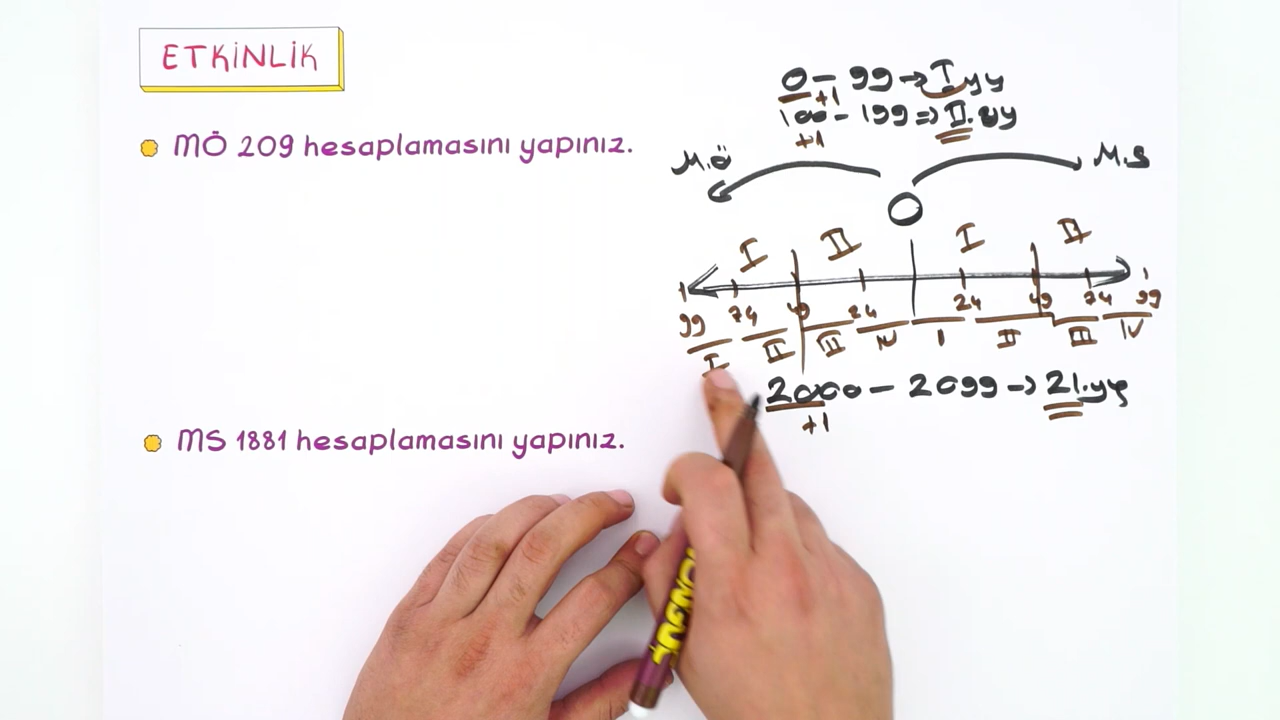 ETKİNLİK
MÖ 209 hesaplamasını yapınız.
MS 1881 hesaplamasını yapınız.
0 - 99 → I. yy
+1
100 - 199 => II. yy
+1
M.Ö M.S
0
I II I II
99 74 49 24 24 49 74 99
I II III IV I II III IV
2000 - 2099 → 21. yy
+1